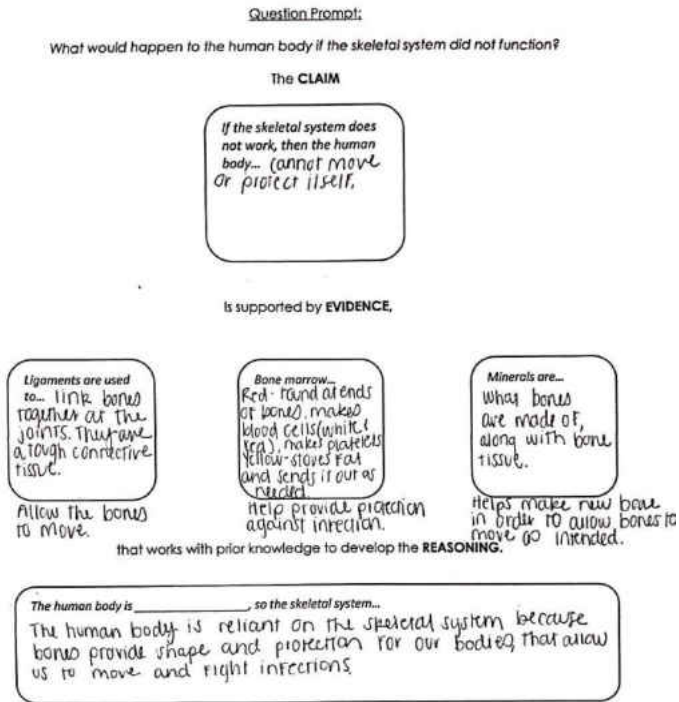 Question Prompt:
What would happen to the human body if the skeletal system did not function?
The CLAIM
If the skeletal system does
not work, then the human
body... cannot move
or protect itself.
Is supported by EVIDENCE,
Ligaments are used
to... link bones
together at the
joints. They are
a tough connective
tissue.
Allow the bones
to move.
Bone marrow...
Red - found at ends
of bones, makes
blood cells (white &
red), makes platelets
Yellow - stores fat
and sends it out as
needed.
Help provide protection
against infection.
Minerals are...
what bones
are made of,
along with bone
tissue.
Helps make new bone
in order to allow bones to
move as intended.
that works with prior knowledge to develop the REASONING.
The human body is ____________, so the skeletal system...
The human body is reliant on the skeletal system because
bones provide shape and protection for our bodies, that allow
us to move and fight infections.